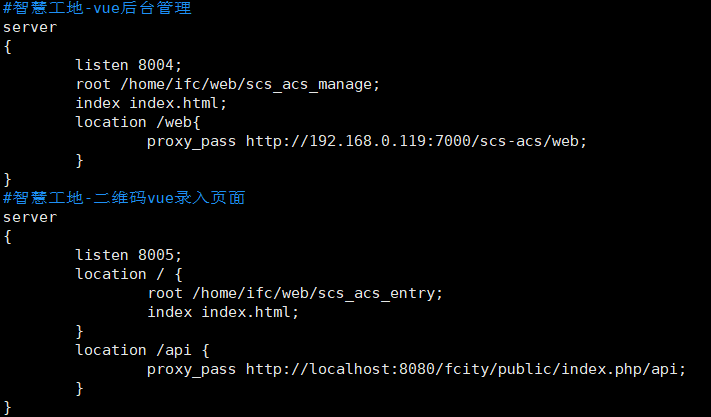 #智慧工地-vue后台管理
server
{
        listen 8004;
        root /home/ifc/web/scs_acs_manage;
        index index.html;
        location /web{
                proxy_pass http://192.168.0.119:7000/scs-acs/web;
        }
}
#智慧工地-二维码vue录入页面
server
{
        listen 8005;
        location / {
                root /home/ifc/web/scs_acs_entry;
                index index.html;
        }
        location /api {
                proxy_pass http://localhost:8080/fcity/public/index.php/api;
        }
}